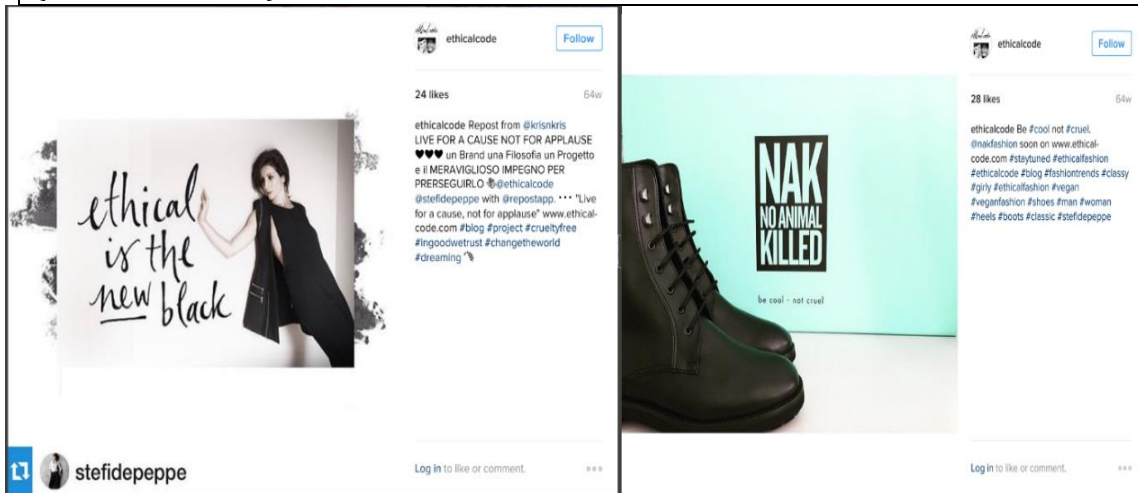 ethicalcode
Follow
24 likes
64w
ethicalcode Repost from @krisnkris
LIVE FOR A CAUSE NOT FOR APPLAUSE
♥♥♥ un Brand una Filosofia un Progetto
e il MERAVIGLIOSO IMPEGNO PER
PRERSEGUIRLO @ethicalcode
@stefidepeppe with @repostapp. ・・・ "Live
for a cause, not for applause" www.ethical-
code.com #blog #project #crueltyfree
#Ingoodwetrust #changetheworld
#dreaming
ethical
is the
new black
stefidepeppe
Log in to like or comment.
ethicalcode
Follow
28 likes
64w
ethicalcode Be #cool not #cruel.
@nakfashion soon on www.ethical-
code.com #staytuned #ethicalfashion
#ethicalcode #blog #fashiontrends #classy
#girly #ethicalfashion #vegan
#veganfashion #shoes #man #woman
#heels #boots #classic #stefidepeppe
NAK
NO ANIMAL
KILLED
be cool - not cruel
Log in to like or comment.